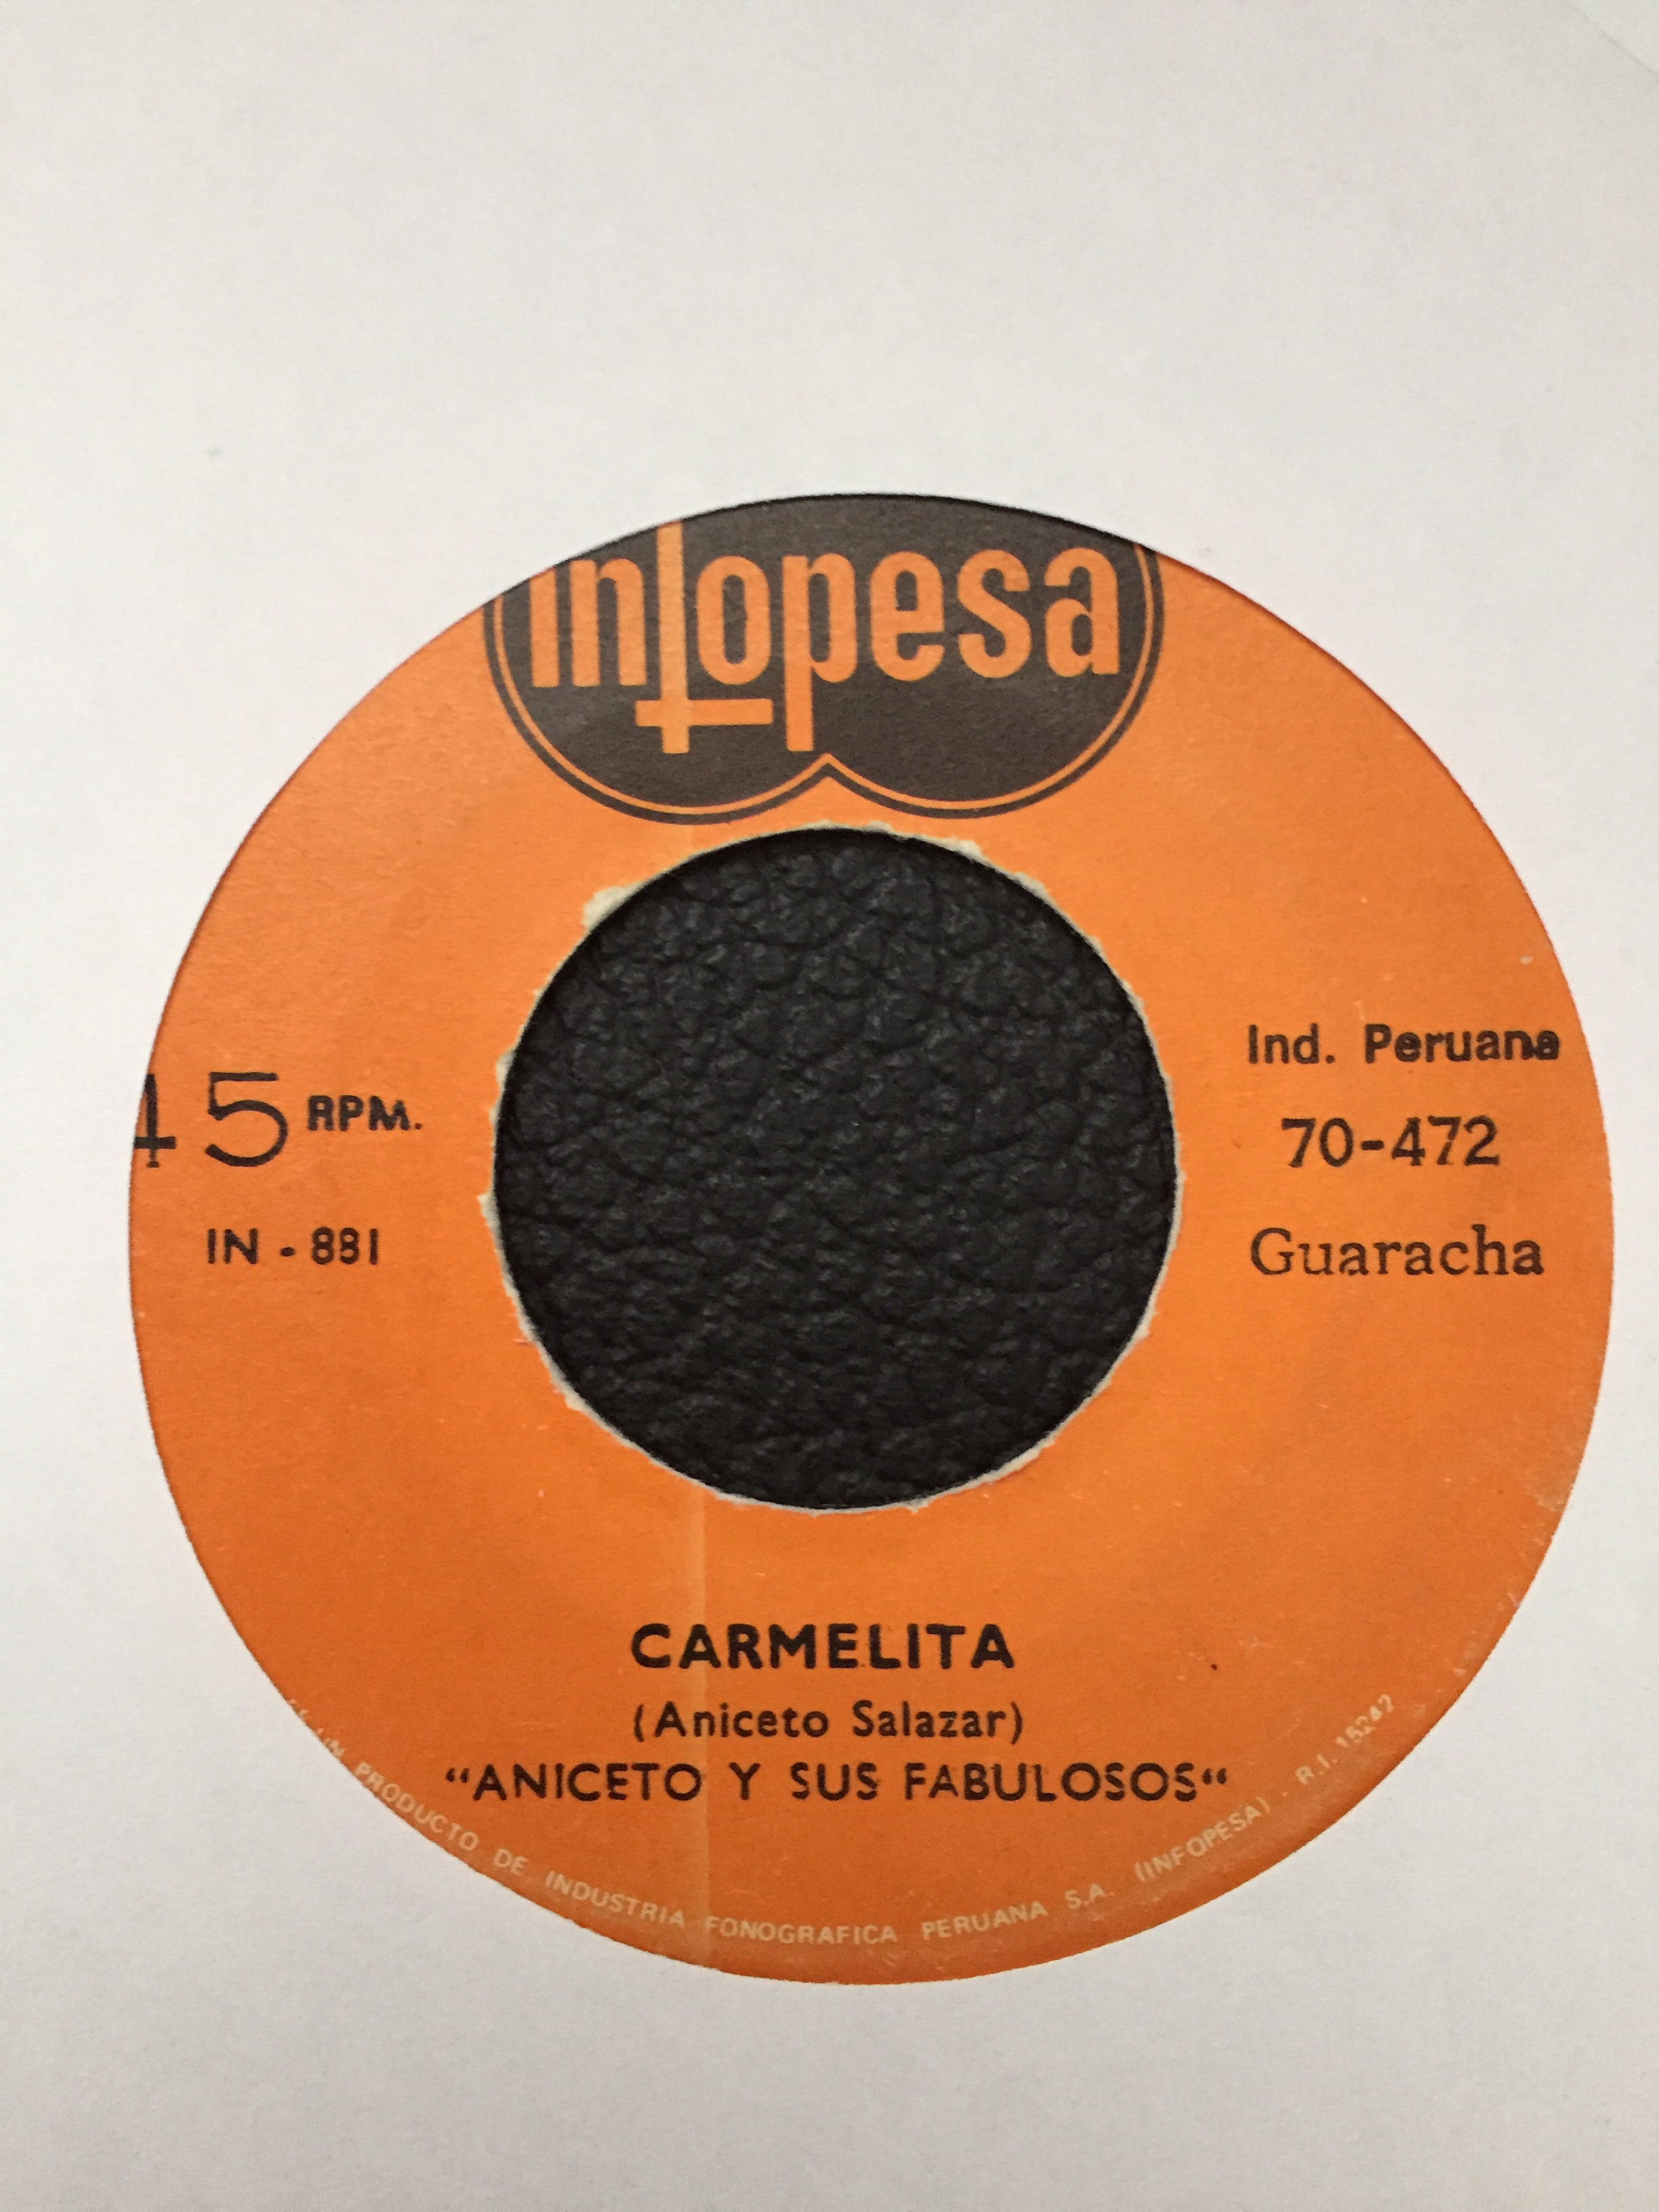 infopesa
45 RPM.
IN - 881
Ind. Peruana
70-472
Guaracha
CARMELITA
(Aniceto Salazar)
“ANICETO Y SUS FABULOSOS“
UN PRODUCTO DE INDUSTRIA FONOGRAFICA PERUANA S.A. (INFOPESA) . R.I. 15242